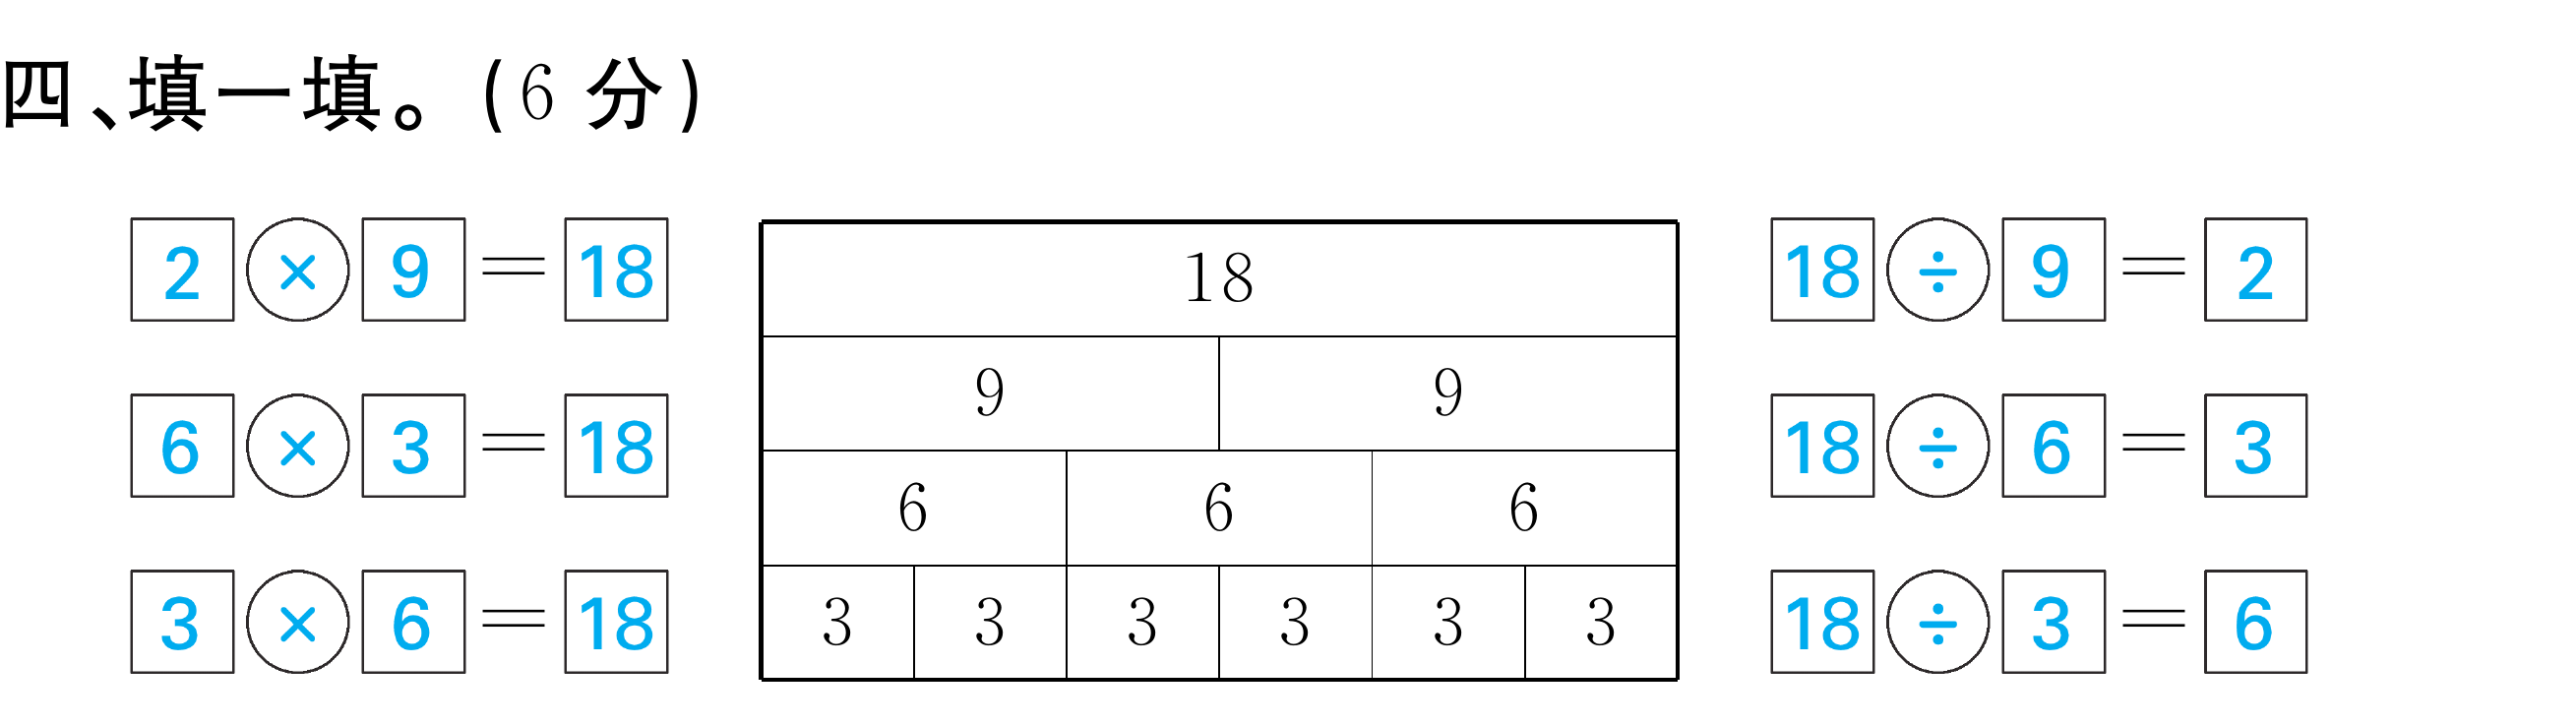 四、填一填。(6 分)
2 × 9 = 18
6 × 3 = 18
3 × 6 = 18
18
9 9
6 6 6
3 3 3 3 3 3
18 ÷ 9 = 2
18 ÷ 6 = 3
18 ÷ 3 = 6